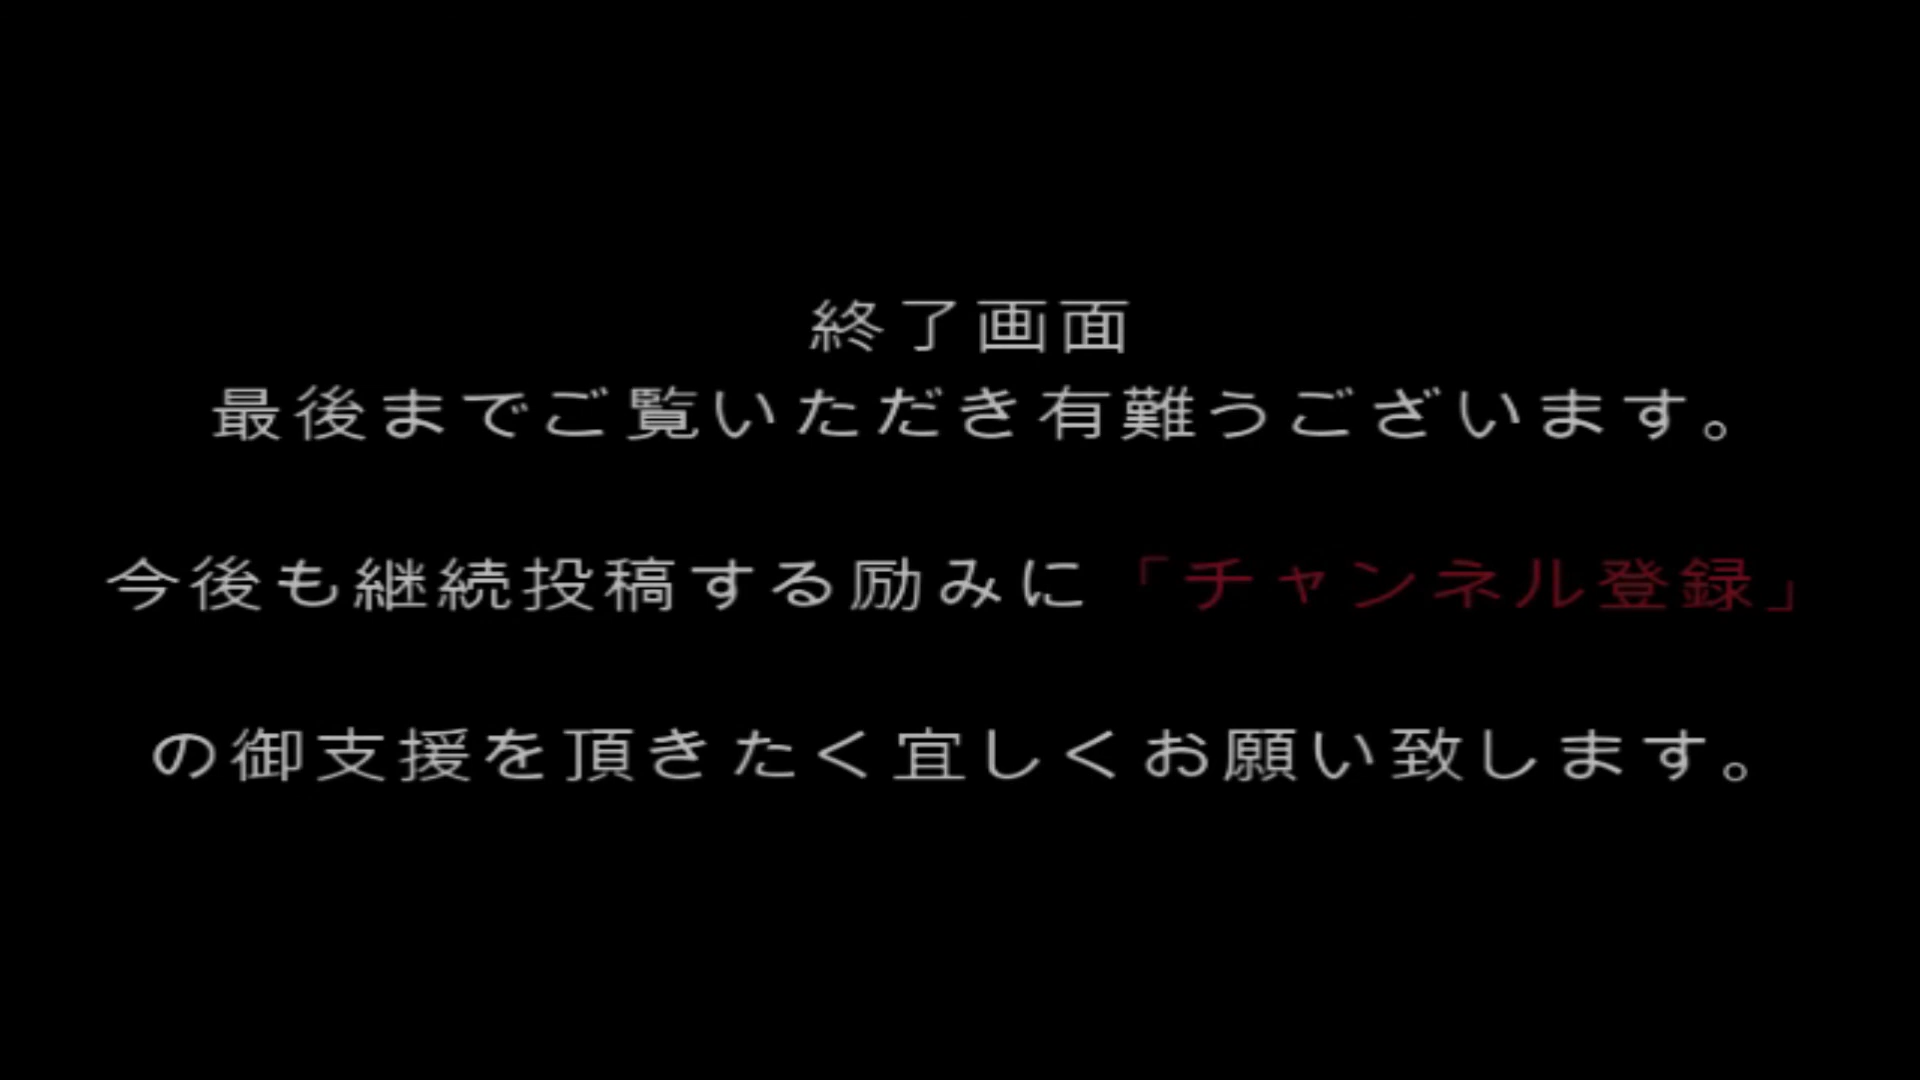 終了画面
最後までご覧いただき有難うございます。
今後も継続投稿する励みに「チャンネル登録」
の御支援を頂きたく宜しくお願い致します。